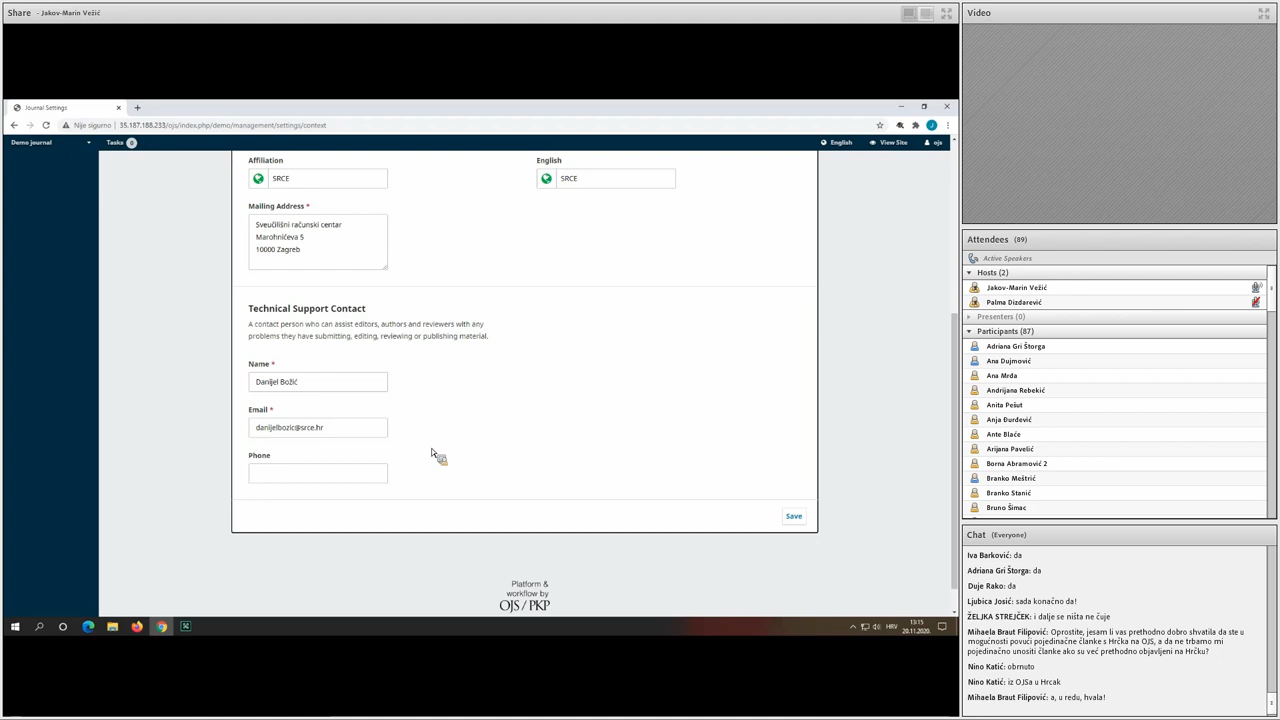 Share - Jakov-Marin Vežić
Journal Settings
Nije sigurno | 35.187.188.233/ojs/index.php/demo/management/settings/context
Demo journal
Tasks 0
English
View Site
ojs
Affiliation
English
SRCE
SRCE
Mailing Address *
Sveučilišni računski centar
Marohnićeva 5
10000 Zagreb
Technical Support Contact
A contact person who can assist editors, authors and reviewers with any
problems they have submitting, editing, reviewing or publishing material.
Name *
Danijel Božić
Email *
danijelbozic@srce.hr
Phone
Save
Platform &
workflow by
OJS / PKP
HRV
13:15
20.11.2020.
Video
Attendees (89)
Active Speakers
Hosts (2)
Jakov-Marin Vežić
Palma Dizdarević
Presenters (0)
Participants (87)
Adriana Gri Štorga
Ana Dujmović
Ana Mrđa
Andrijana Rebekić
Anita Pešut
Anja Đurđević
Ante Blaće
Arijana Pavelić
Borna Abramović 2
Branko Meštrić
Branko Stanić
Bruno Šimac
Chat (Everyone)
Iva Barković: da
Adriana Gri Štorga: da
Duje Rako: da
Ljubica Josić: sada konačno da!
ŽELJKA STREJČEK: i dalje se ništa ne čuje
Mihaela Braut Filipović: Oprostite, jesam li vas prethodno dobro shvatila da ste u
mogućnosti povući pojedinačne članke s Hrčka na OJS, a da ne trbamo mi
pojedinačno unositi članke ako su već prethodno objavljeni na Hrčku?
Nino Katić: obrnuto
Nino Katić: iz OJSa u Hrcak
Mihaela Braut Filipović: a, u redu, hvala!